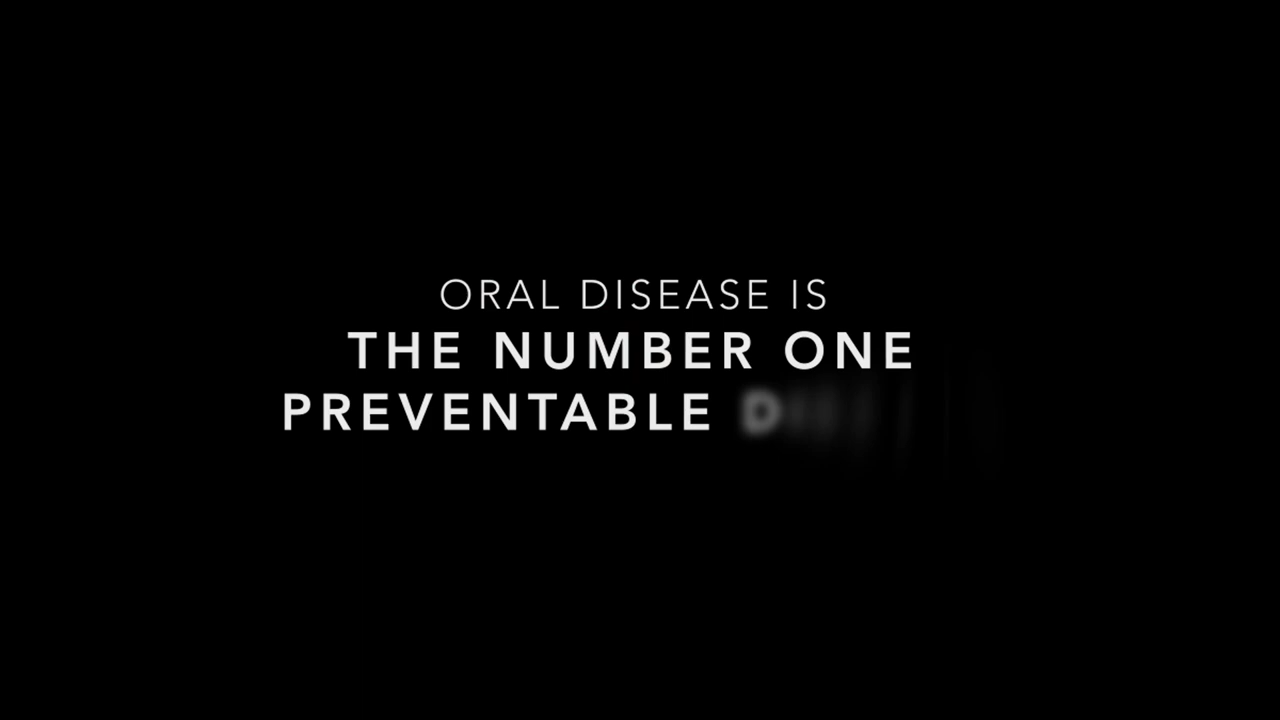 ORAL DISEASE IS
THE NUMBER ONE
PREVENTABLE